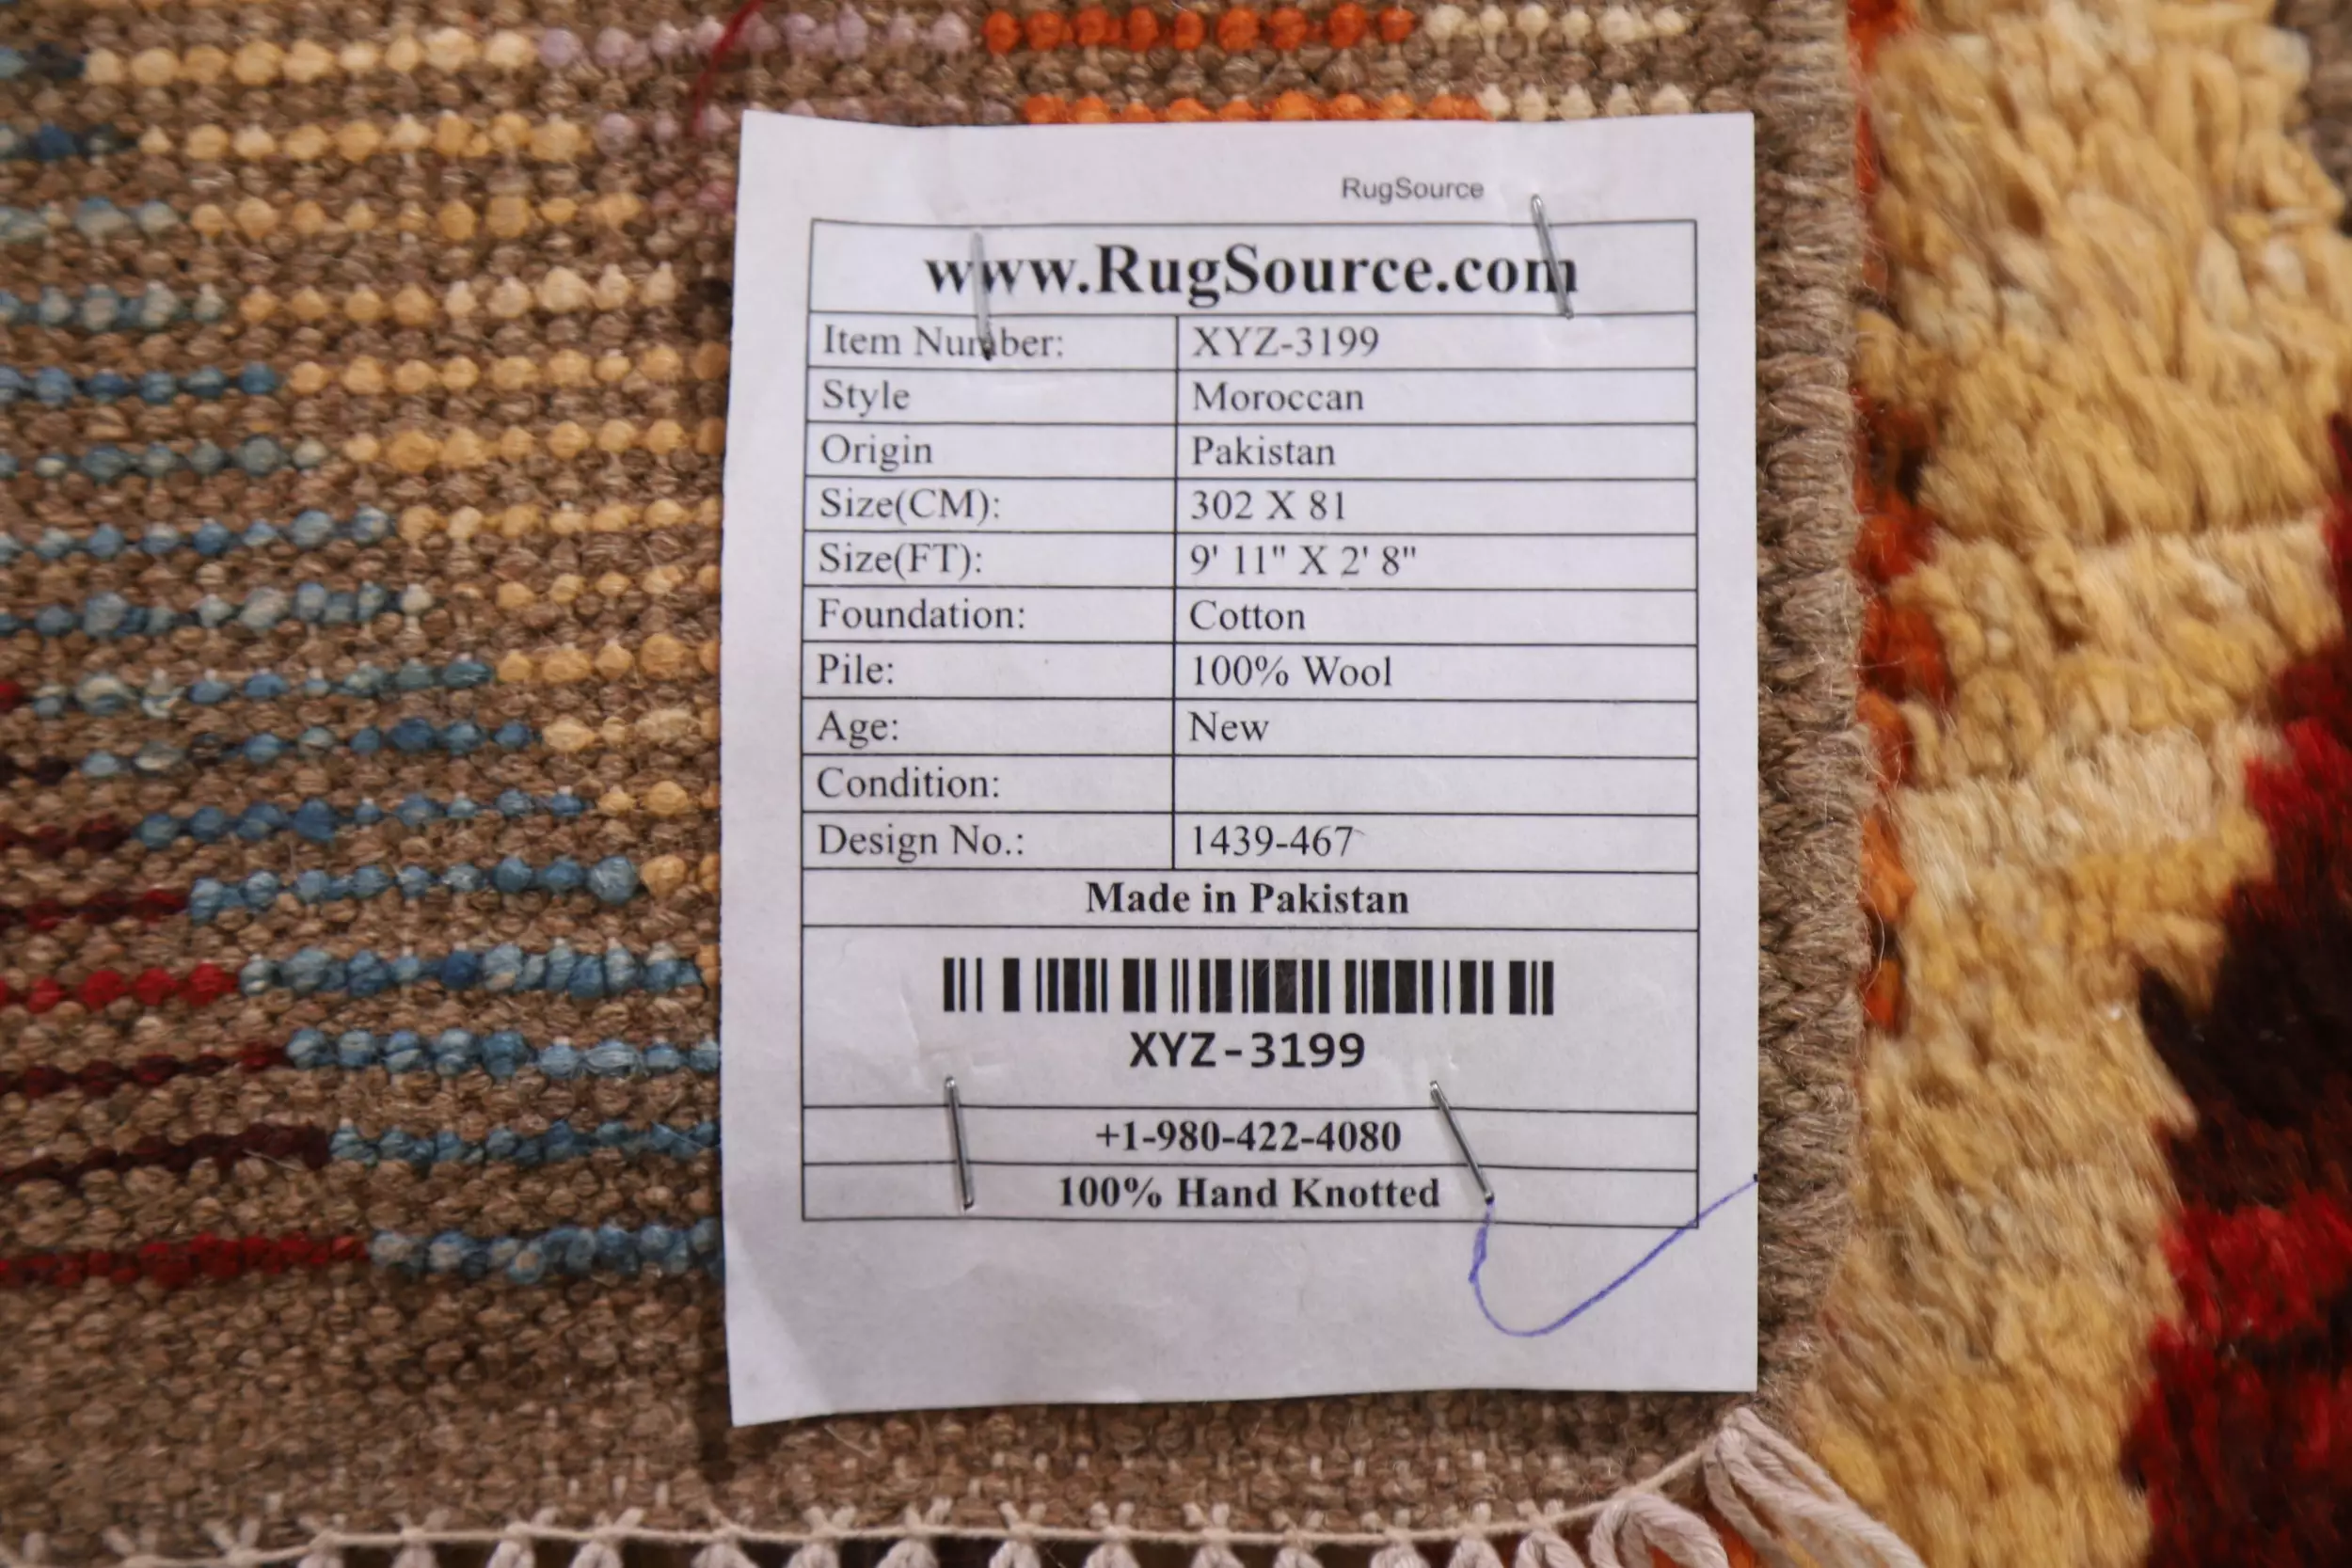 RugSource
www.RugSource.com
Item Number: XYZ-3199
Style Moroccan
Origin Pakistan
Size(CM): 302 X 81
Size(FT): 9' 11" X 2' 8"
Foundation: Cotton
Pile: 100% Wool
Age: New
Condition:
Design No.: 1439-467
Made in Pakistan
XYZ-3199
+1-980-422-4080
100% Hand Knotted